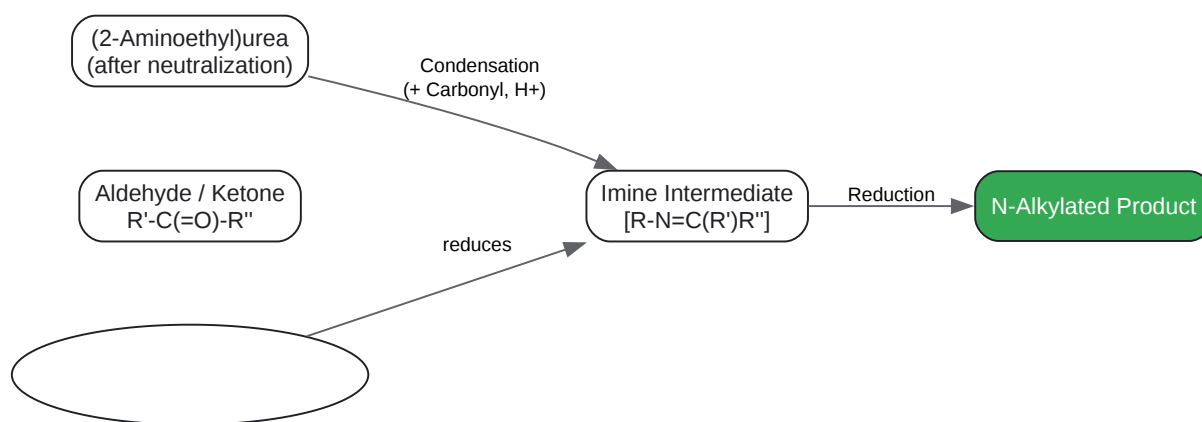 (2-Aminoethyl)urea
(after neutralization)
Condensation
(+ Carbonyl, H+)
Aldehyde / Ketone
R'-C(=O)-R''
Imine Intermediate
[R-N=C(R')R'']
Reduction
N-Alkylated Product
reduces